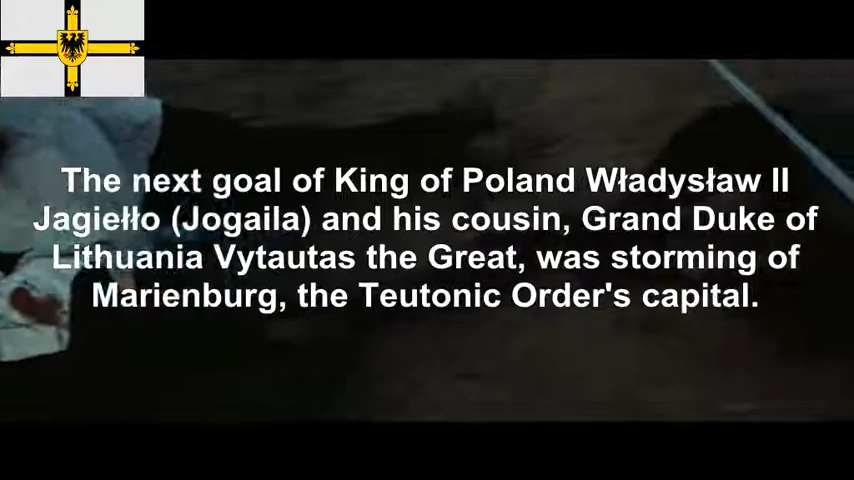 The next goal of King of Poland Władysław II
Jagiełło (Jogaila) and his cousin, Grand Duke of
Lithuania Vytautas the Great, was storming of
Marienburg, the Teutonic Order's capital.